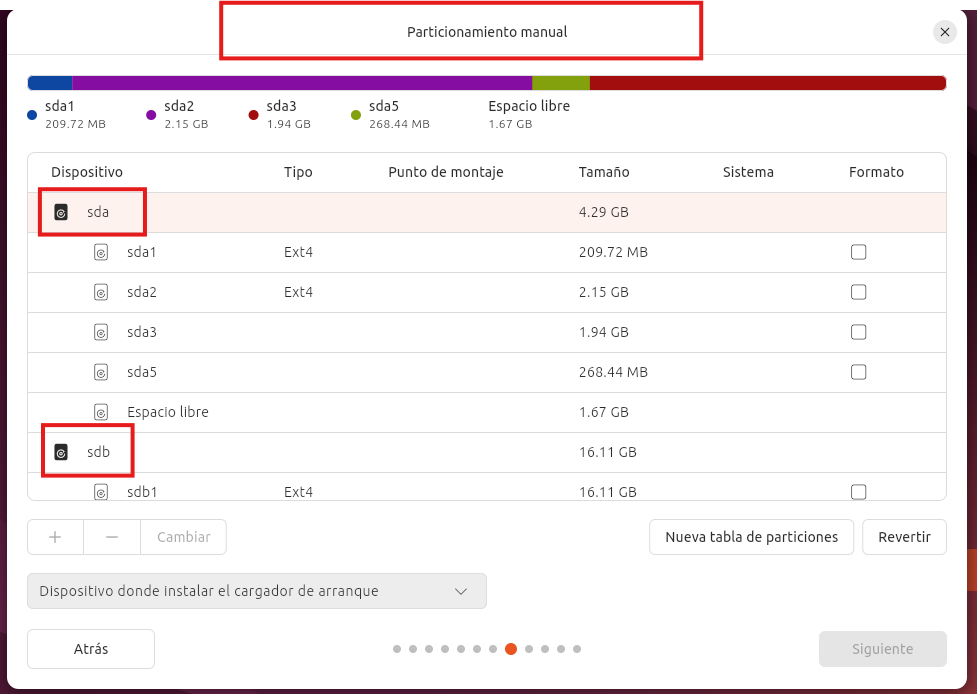 Particionamiento manual
sda1 sda2 sda3 sda5 Espacio libre
209.72 MB 2.15 GB 1.94 GB 268.44 MB 1.67 GB
Dispositivo Tipo Punto de montaje Tamaño Sistema Formato
sda 4.29 GB
sda1 Ext4 209.72 MB
sda2 Ext4 2.15 GB
sda3 1.94 GB
sda5 268.44 MB
Espacio libre 1.67 GB
sdb 16.11 GB
sdb1 Ext4 16.11 GB
+ − Cambiar Nueva tabla de particiones Revertir
Dispositivo donde instalar el cargador de arranque
Atrás Siguiente